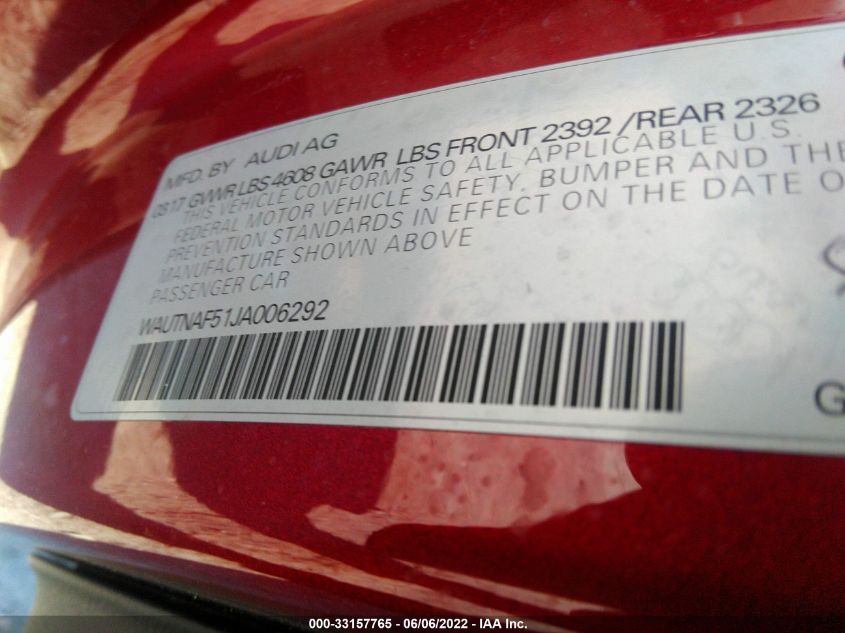 MFD. BY AUDI AG
08 17 GVWR LBS 4608 GAWR LBS FRONT 2392 /REAR 2326
THIS VEHICLE CONFORMS TO ALL APPLICABLE U.S.
FEDERAL MOTOR VEHICLE SAFETY, BUMPER AND THE
PREVENTION STANDARDS IN EFFECT ON THE DATE O
MANUFACTURE SHOWN ABOVE
PASSENGER CAR
WAUTNAF51JA006292
G
000-33157765 - 06/06/2022 - IAA Inc.